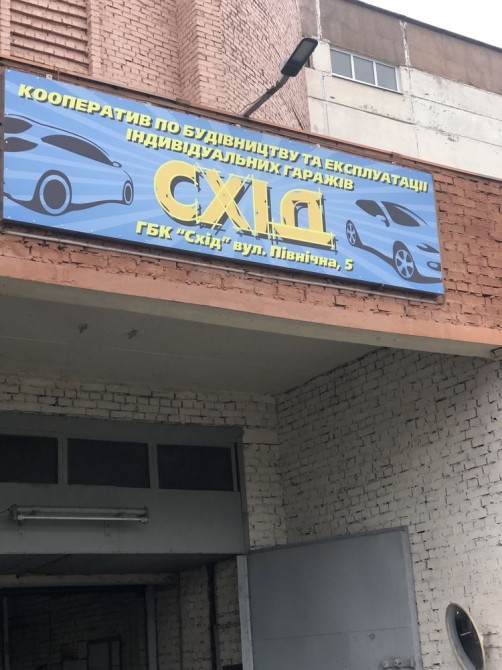 КООПЕРАТИВ ПО БУДІВНИЦТВУ ТА ЕКСПЛУАТАЦІЇ
ІНДИВІДУАЛЬНИХ ГАРАЖІВ
СХІД
ГБК "Схід" вул. Північна, 5